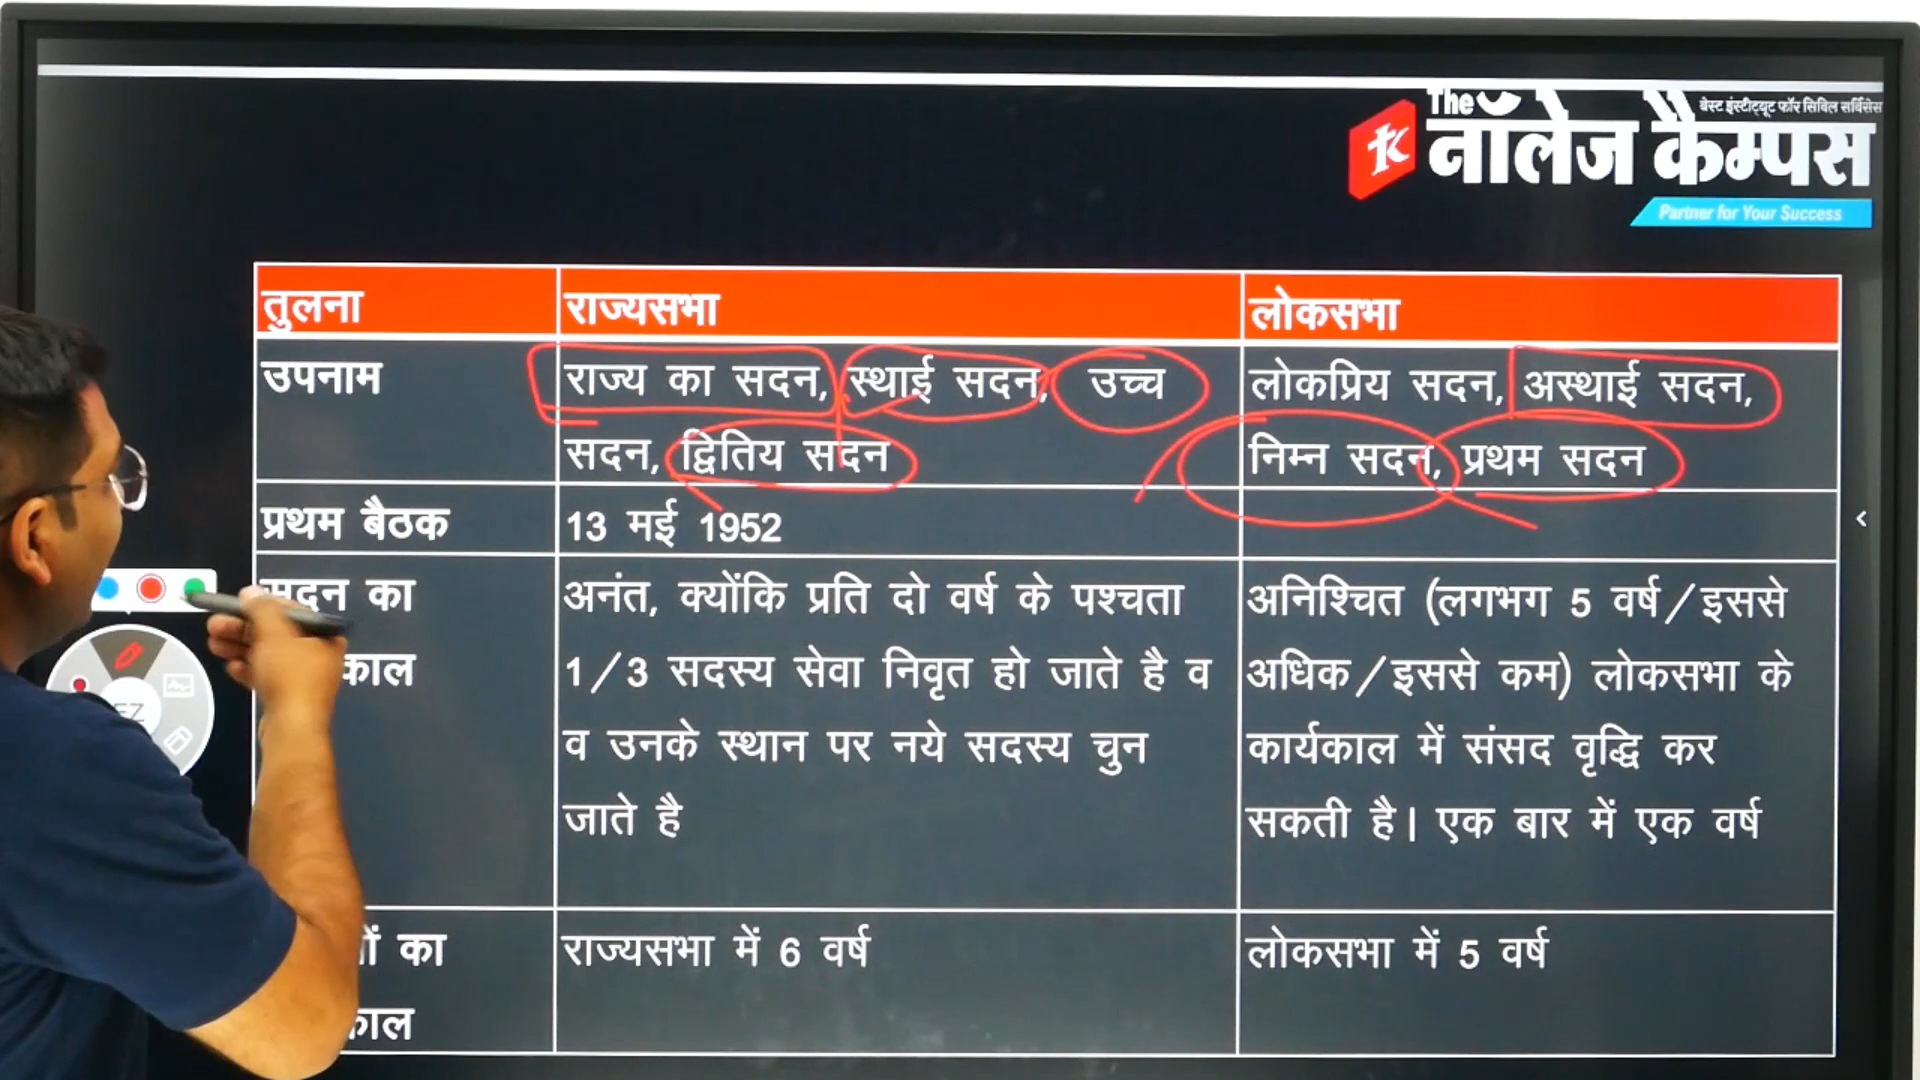 The
बेस्ट इंस्टीट्यूट फॉर सिविल सर्विसेस
नॉलेज कैम्पस
Partner for Your Success
तुलना राज्यसभा लोकसभा
उपनाम राज्य का सदन, स्थाई सदन, उच्च लोकप्रिय सदन, अस्थाई सदन,
सदन, द्वितिय सदन निम्न सदन, प्रथम सदन
प्रथम बैठक 13 मई 1952
सदन का अनंत, क्योंकि प्रति दो वर्ष के पश्चता अनिश्चित (लगभग 5 वर्ष/इससे
काल 1/3 सदस्य सेवा निवृत हो जाते है व अधिक/इससे कम) लोकसभा के
व उनके स्थान पर नये सदस्य चुन कार्यकाल में संसद वृद्धि कर
जाते है सकती है। एक बार में एक वर्ष
का राज्यसभा में 6 वर्ष लोकसभा में 5 वर्ष
काल